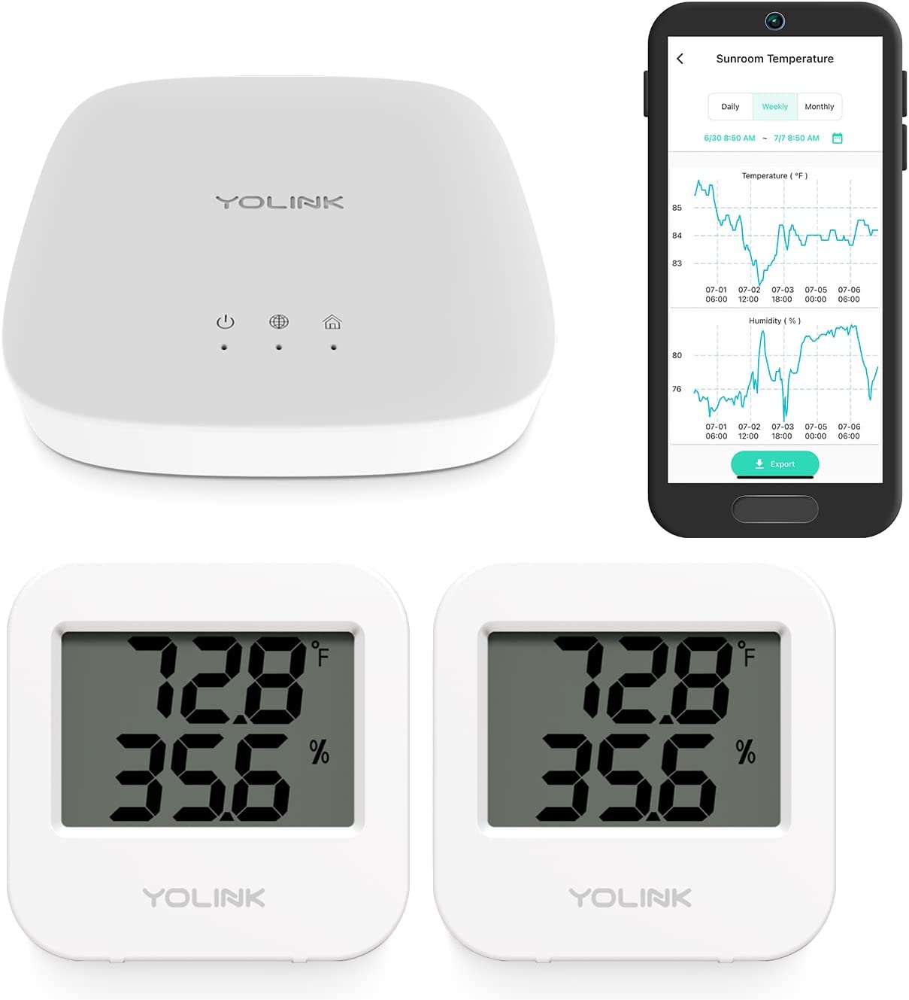 YOLINK
Sunroom Temperature
Daily Weekly Monthly
6/30 8:50 AM ~ 7/7 8:50 AM
Temperature ( °F )
85
84
83
07-01 07-02 07-03 07-05 07-06
06:00 12:00 18:00 00:00 06:00
Humidity ( % )
80
76
07-01 07-02 07-03 07-05 07-06
06:00 12:00 18:00 00:00 06:00
Export
72.8 °F
35.6 %
YOLINK
72.8 °F
35.6 %
YOLINK